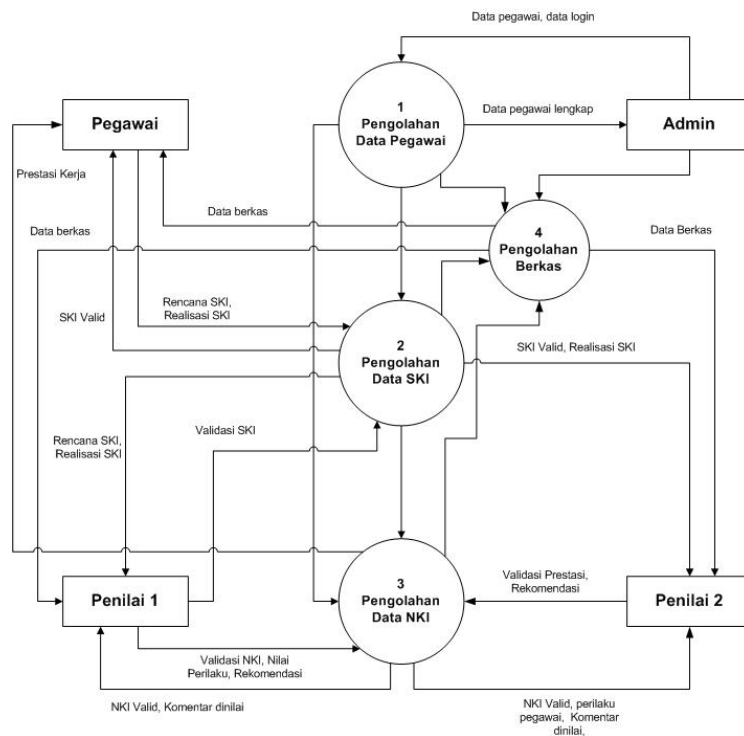 Data pegawai, data login
1
Pengolahan
Data Pegawai
Pegawai
Data pegawai lengkap
Admin
Prestasi Kerja
Data berkas
Data berkas
4
Pengolahan
Berkas
Data Berkas
Rencana SKI,
Realisasi SKI
SKI Valid
2
Pengolahan
Data SKI
SKI Valid, Realisasi SKI
Validasi SKI
Rencana SKI,
Realisasi SKI
3
Pengolahan
Data NKI
Validasi Prestasi,
Rekomendasi
Penilai 1
Penilai 2
Validasi NKI, Nilai
Perilaku, Rekomendasi
NKI Valid, Komentar dinilai
NKI Valid, perilaku
pegawai, Komentar
dinilai,